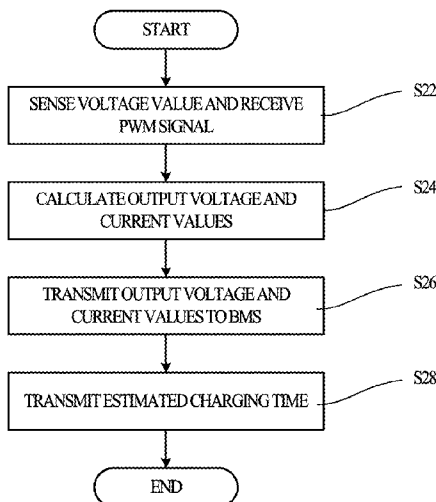 START
SENSE VOLTAGE VALUE AND RECEIVE
PWM SIGNAL
S22
CALCULATE OUTPUT VOLTAGE AND
CURRENT VALUES
S24
TRANSMIT OUTPUT VOLTAGE AND
CURRENT VALUES TO BMS
S26
TRANSMIT ESTIMATED CHARGING TIME
S28
END